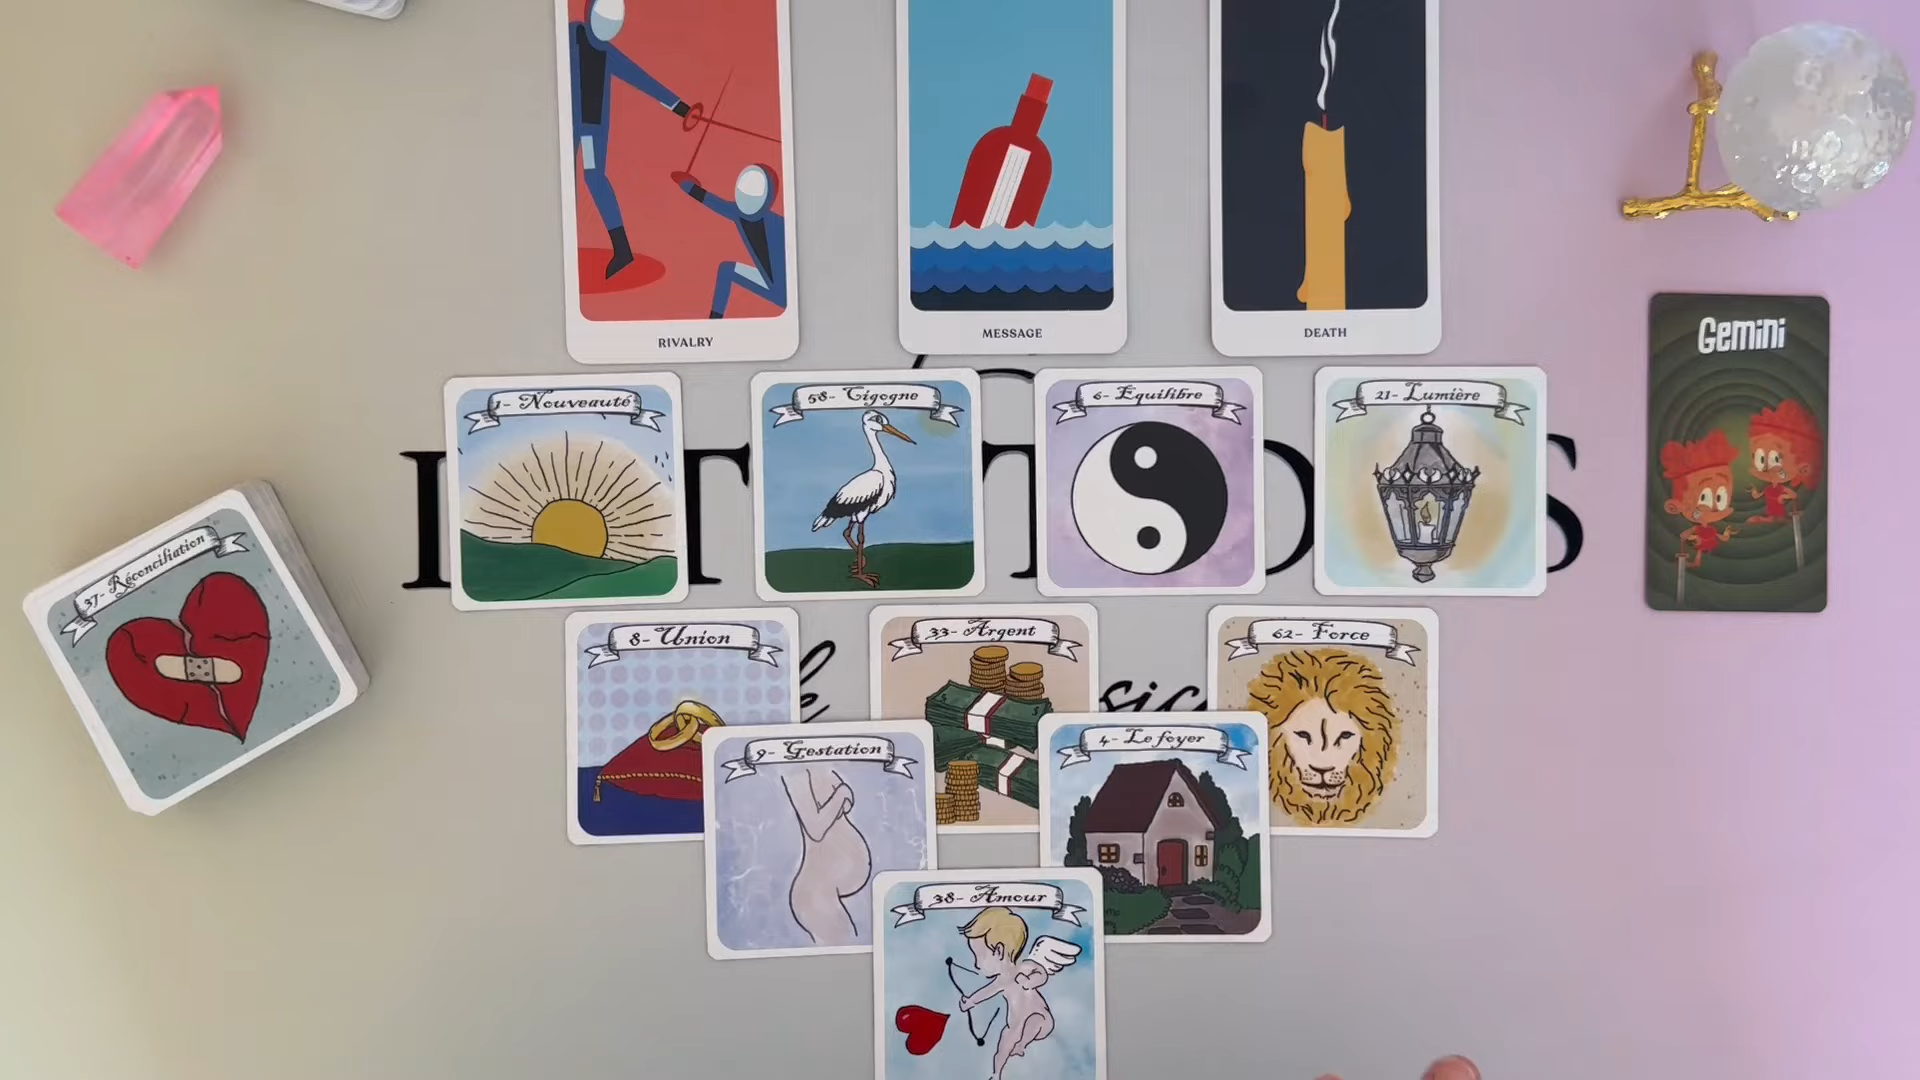 RIVALRY
MESSAGE
DEATH
Gemini
1- Nouveauté
58- Cigogne
6- Equilibre
21- Lumière
37- Réconciliation
8- Union
33- Argent
62- Force
9- Gestation
4- Le foyer
38- Amour